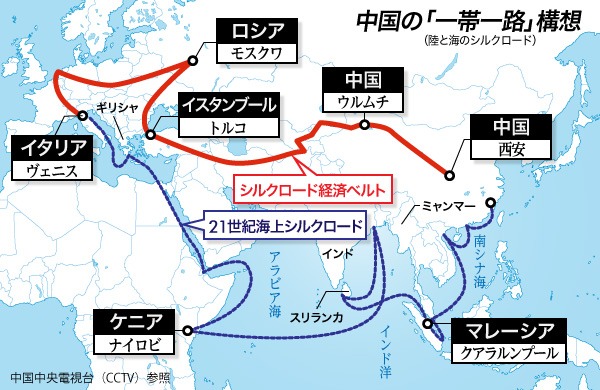 中国の「一帯一路」構想
(陸と海のシルクロード)
ロシア
モスクワ
中国
ウルムチ
イスタンブール
トルコ
ギリシャ
中国
西安
イタリア
ヴェニス
シルクロード経済ベルト
ミャンマー
21世紀海上シルクロード
南シナ海
インド
アラビア海
スリランカ
ケニア
ナイロビ
インド洋
マレーシア
クアラルンプール
中国中央電視台（CCTV）参照